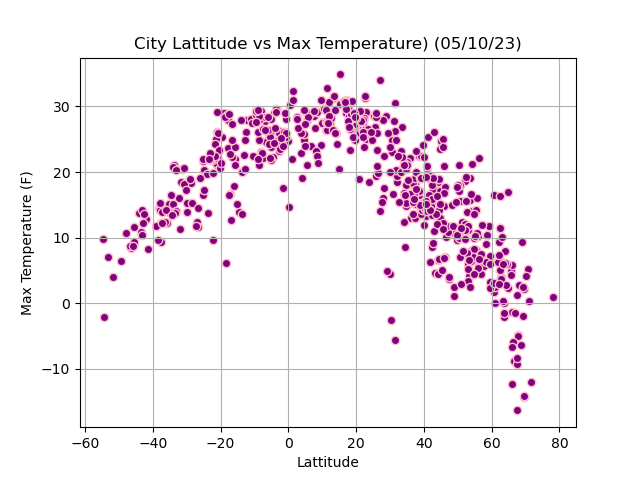 City Lattitude vs Max Temperature) (05/10/23)
Max Temperature (F)
30
20
10
0
−10
−60 −40 −20 0 20 40 60 80
Lattitude